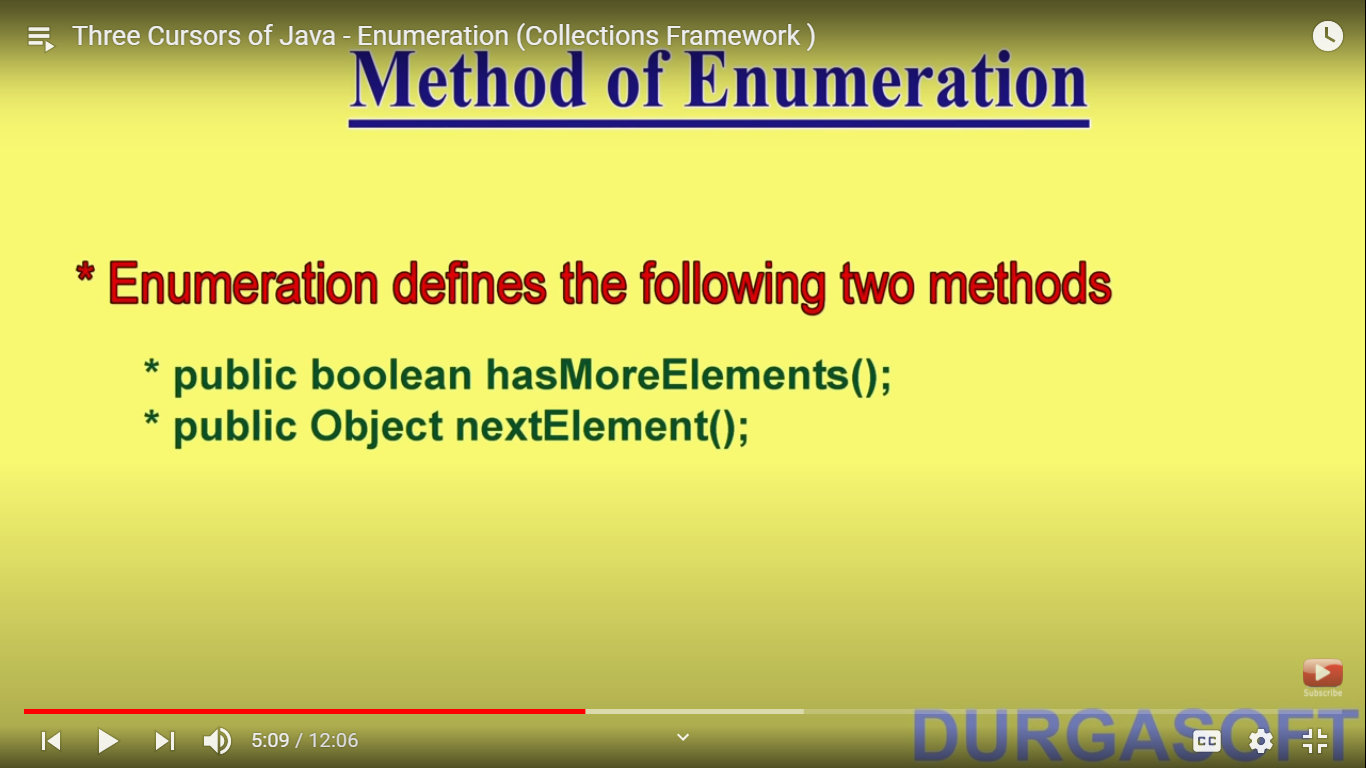 Three Cursors of Java - Enumeration (Collections Framework )
Method of Enumeration
* Enumeration defines the following two methods
* public boolean hasMoreElements();
* public Object nextElement();
Subscribe
5:09 / 12:06
CC
DURGASOFT